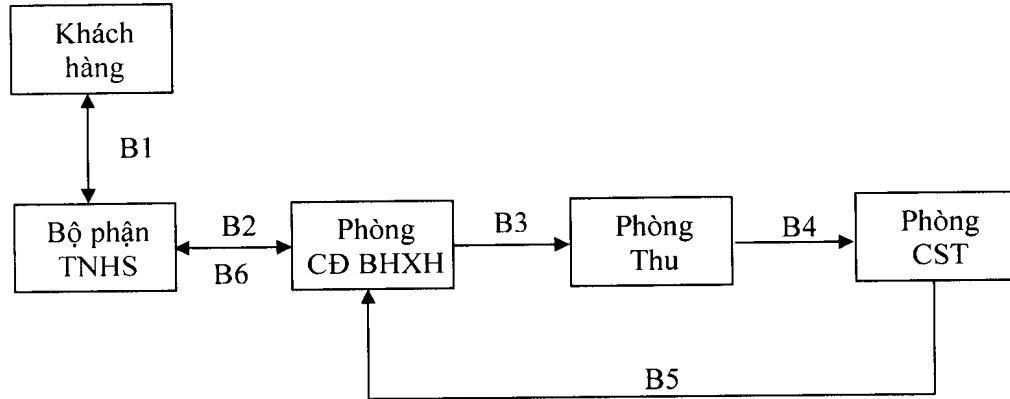 Khách
hàng
B1
Bộ phận
TNHS
B2
B6
Phòng
CĐ BHXH
B3
Phòng
Thu
B4
Phòng
CST
B5